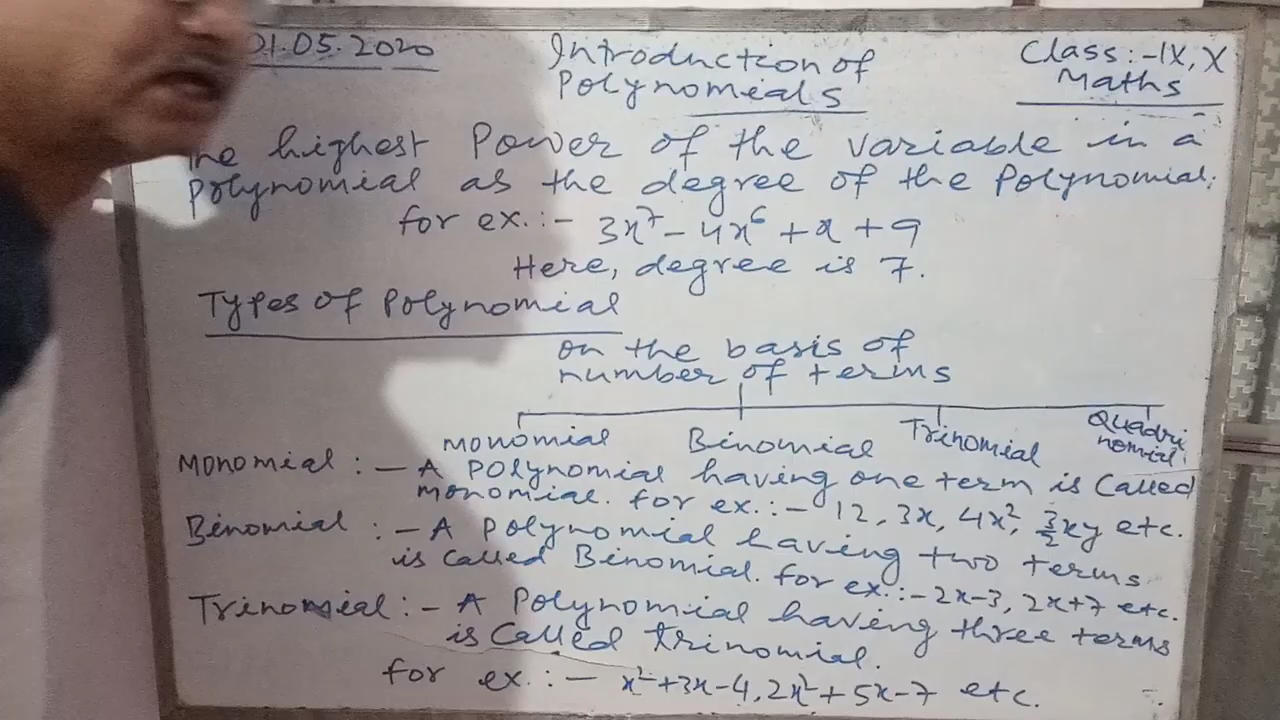 01.05.2020
Introduction of
Polynomials
Class:-IX, X
Maths
The highest Power of the variable in a
polynomial as the degree of the Polynomial.
for ex.:- 3x⁷-4x⁶+x+9
Here, degree is 7.
Types of Polynomial
on the basis of
number of terms
Monomial Binomial Trinomial Quadri
nomial
Monomial :- A Polynomial having one term is Called
monomial. for ex.:- 12, 3x, 4x², 3/2xy etc.
Binomial :- A Polynomial having two terms
is called Binomial. for ex.:-2x-3, 2x+7 etc.
Trinomial :- A Polynomial having three terms
is Called trinomial.
for ex.:- x²+3x-4, 2x²+5x-7 etc.